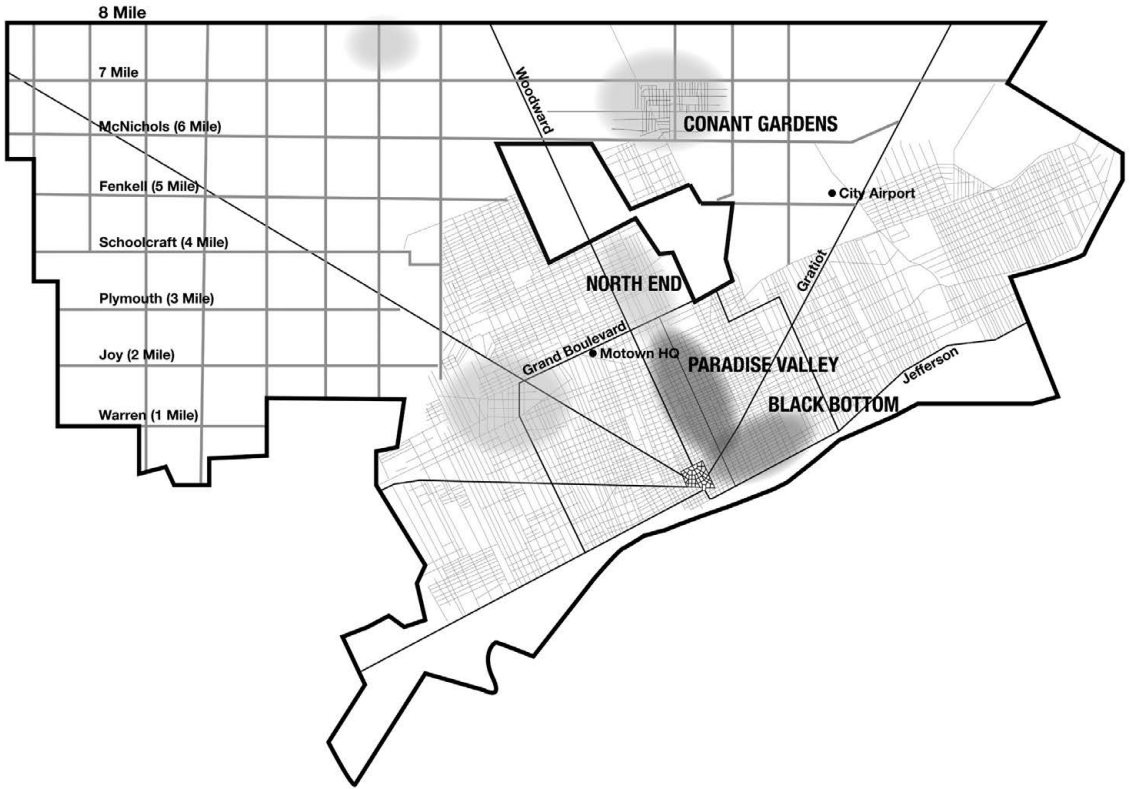 8 Mile
7 Mile
Woodward
McNichols (6 Mile)
CONANT GARDENS
Fenkell (5 Mile)
City Airport
Schoolcraft (4 Mile)
Gratiot
NORTH END
Plymouth (3 Mile)
Grand Boulevard
Joy (2 Mile)
Motown HQ
PARADISE VALLEY
Jefferson
BLACK BOTTOM
Warren (1 Mile)